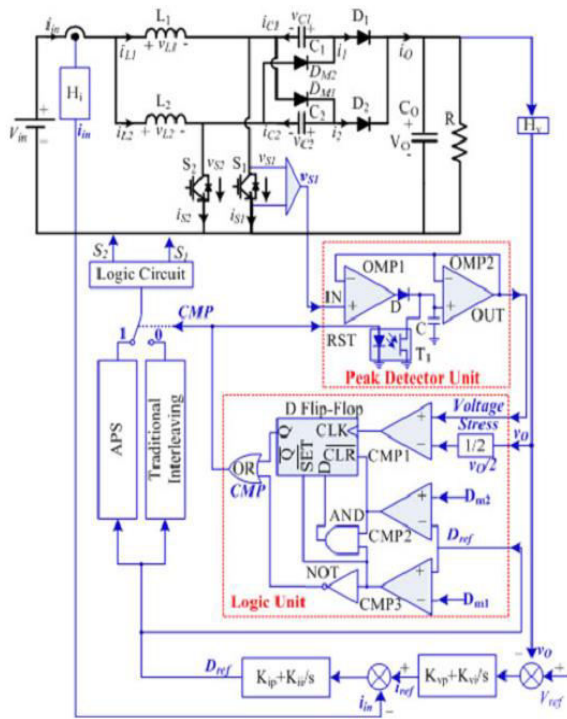 i_in L₁ i_C1 v_C1 D₁
i_L1 + v_L1 - C₁ i₁ i_O
D_M2
H_i D_M1
L₂ C₂ D₂ C_O R
V_in i_in i_L2 + v_L2 - i_C2 v_C2 i₂ V_O H_v
S₂ v_S2 S₁ v_S1 v_S1
i_S2 i_S1
S₂ S₁
Logic Circuit
OMP1 OMP2
IN D
CMP C OUT
1 0 RST T₁
Peak Detector Unit
APS
Traditional
Interleaving
D Flip-Flop Voltage
Stress
Q CLK v_O
Q SET D CLR CMP1 1/2
OR v_O/2
CMP
AND D_m2
CMP2 D_ref
NOT
CMP3 D_m1
Logic Unit
D_ref K_ip+K_ii/s i_ref K_vp+K_vi/s v_O
i_in V_ref